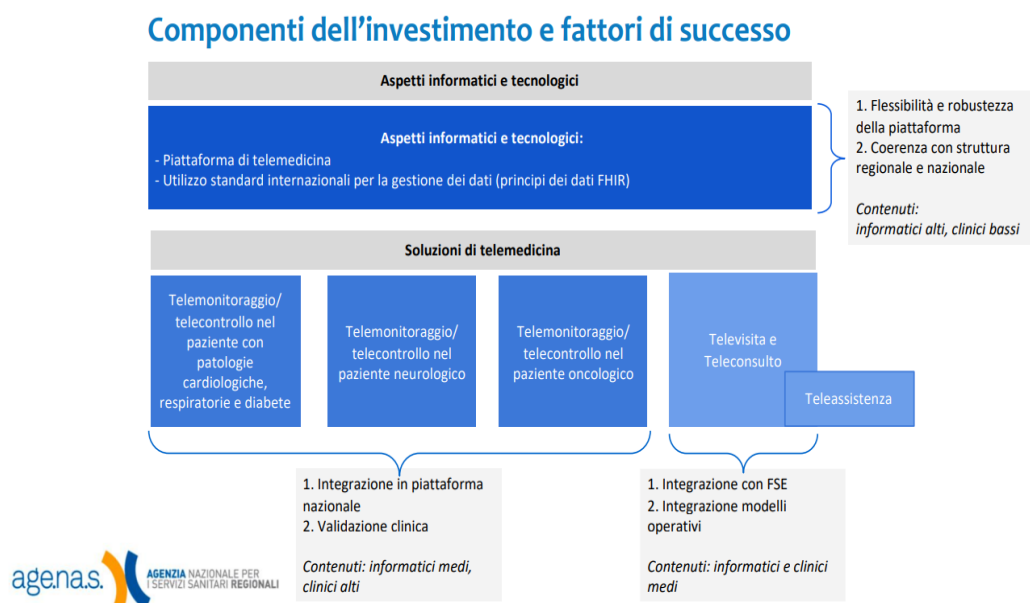 Componenti dell'investimento e fattori di successo
Aspetti informatici e tecnologici
Aspetti informatici e tecnologici:
- Piattaforma di telemedicina
- Utilizzo standard internazionali per la gestione dei dati (principi dei dati FHIR)
1. Flessibilità e robustezza
della piattaforma
2. Coerenza con struttura
regionale e nazionale
Contenuti:
informatici alti, clinici bassi
Soluzioni di telemedicina
Telemonitoraggio/
telecontrollo nel
paziente con
patologie
cardiologiche,
respiratorie e diabete
Telemonitoraggio/
telecontrollo nel
paziente neurologico
Telemonitoraggio/
telecontrollo nel
paziente oncologico
Televisita e
Teleconsulto
Teleassistenza
1. Integrazione in piattaforma
nazionale
2. Validazione clinica
Contenuti: informatici medi,
clinici alti
1. Integrazione con FSE
2. Integrazione modelli
operativi
Contenuti: informatici e clinici
medi
age.na.s.
AGENZIA NAZIONALE PER
I SERVIZI SANITARI REGIONALI